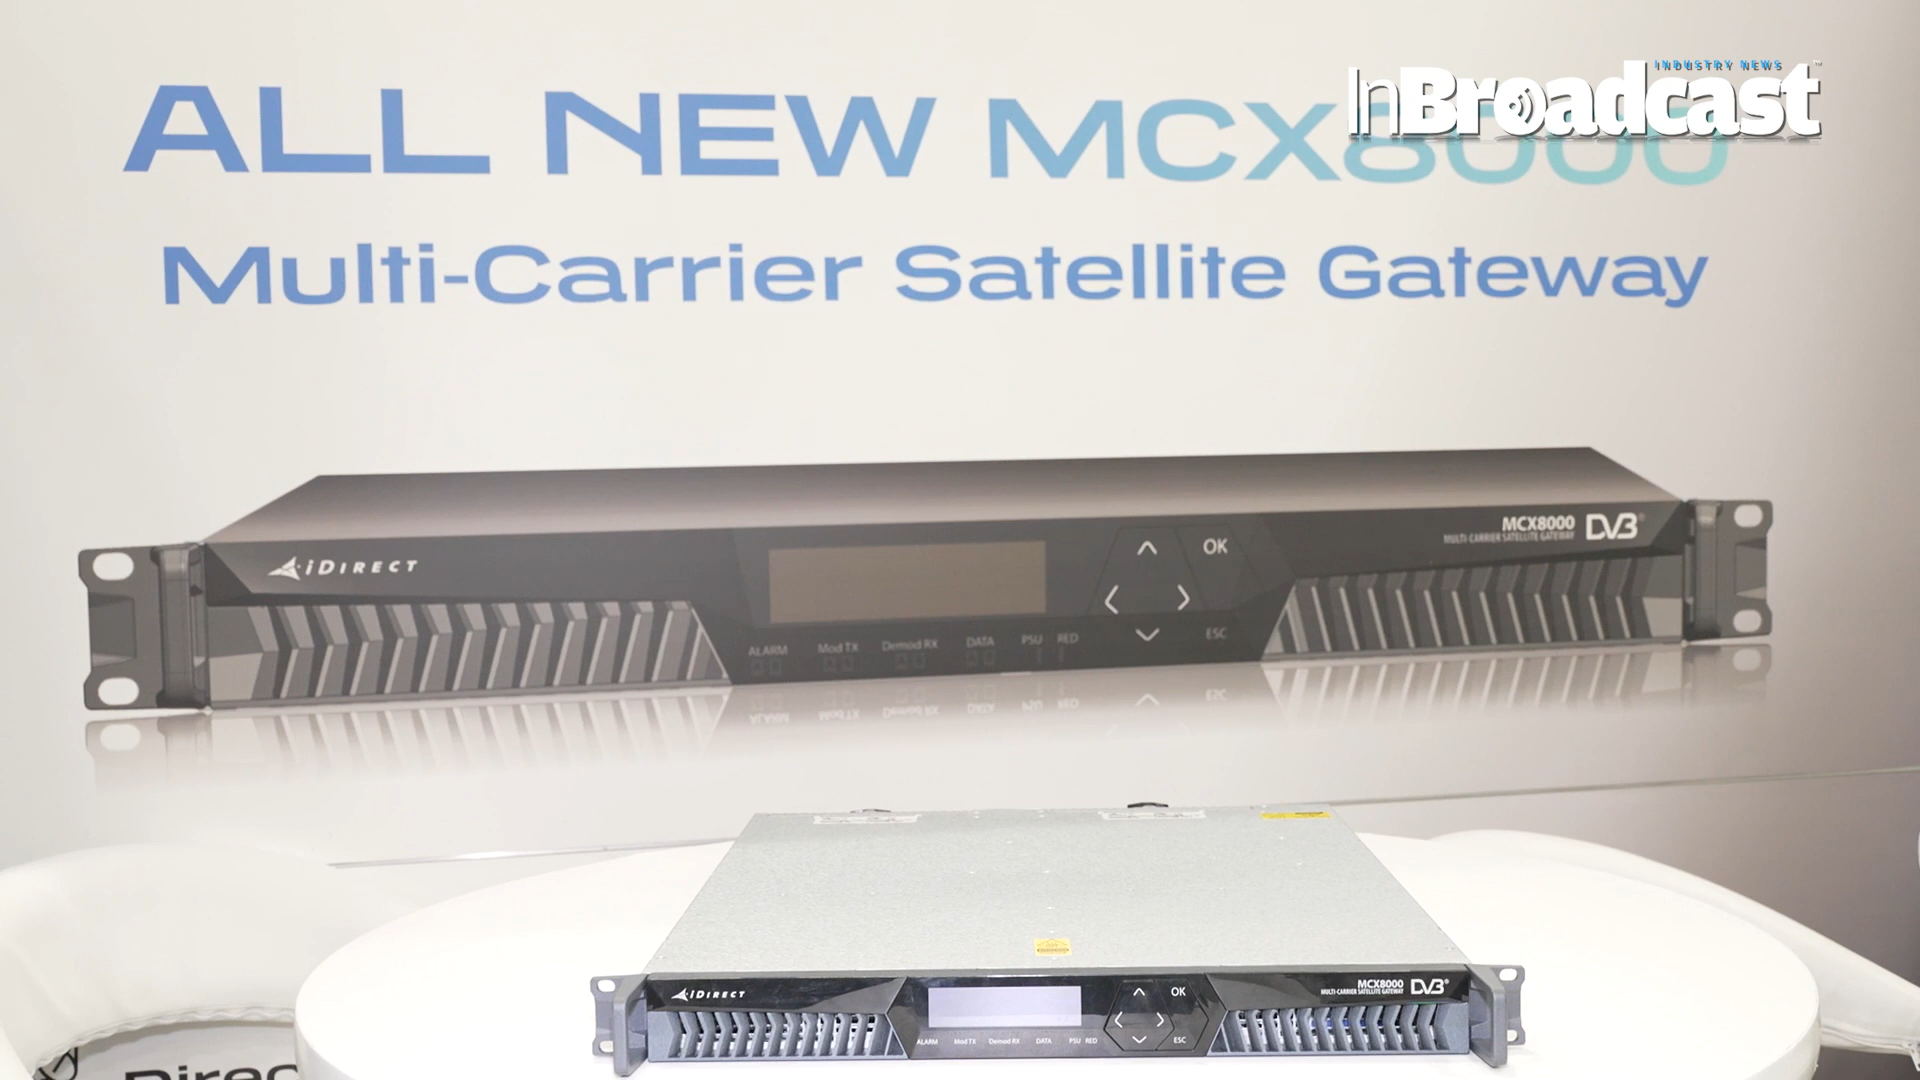 INDUSTRY NEWS
InBroadcast™
ALL NEW MCX8000
Multi-Carrier Satellite Gateway
iDIRECT
MCX8000 DVB®
MULTI-CARRIER SATELLITE GATEWAY
OK
ESC
ALARM Mod TX Demod RX DATA PSU RED
iDIRECT
MCX8000 DVB®
MULTI-CARRIER SATELLITE GATEWAY
OK
ESC
ALARM Mod TX Demod RX DATA PSU RED